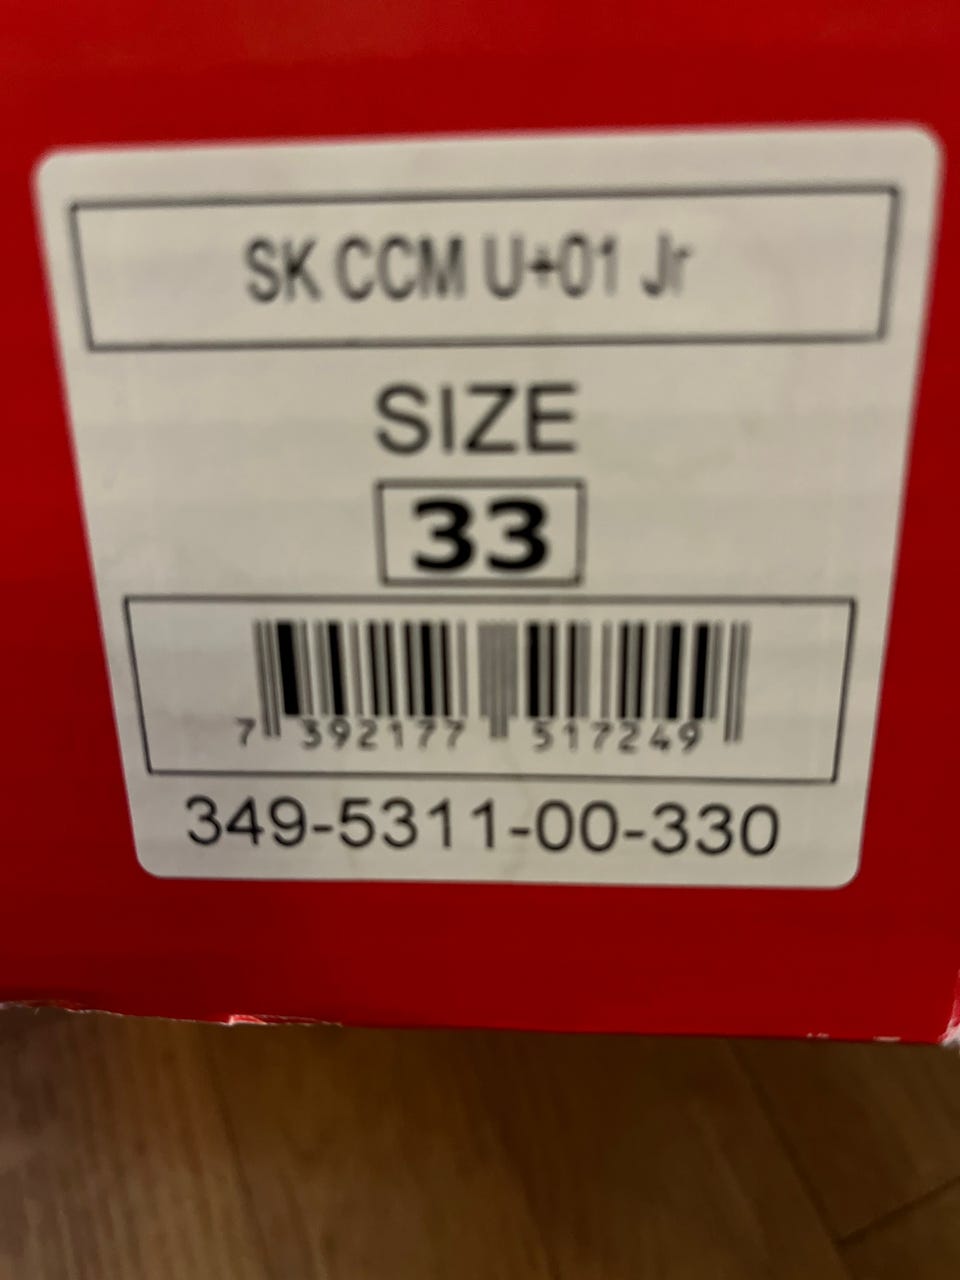 SK CCM U+01 Jr
SIZE
33
7 392177 517249
349-5311-00-330